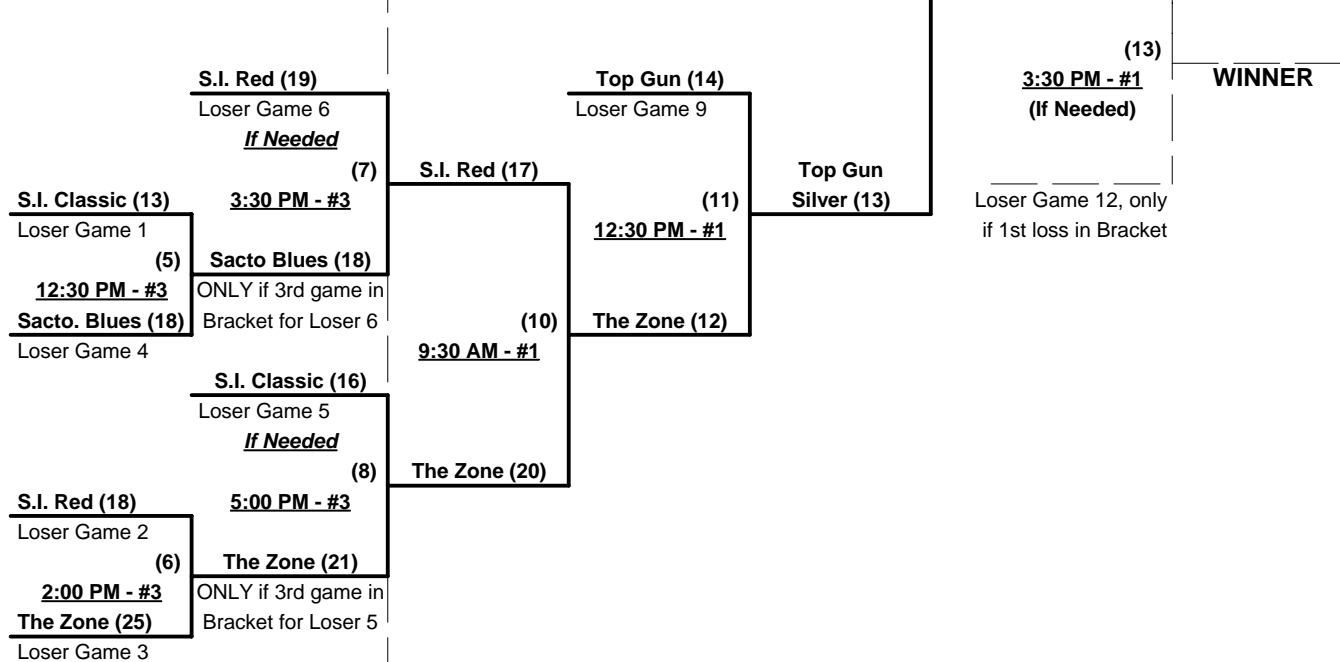 (13)
3:30 PM - #1
(If Needed)
WINNER
S.I. Red (19)
Loser Game 6
If Needed
(7)
3:30 PM - #3
Top Gun (14)
Loser Game 9
S.I. Red (17)
Top Gun
Silver (13)
S.I. Classic (13)
Loser Game 1
(11)
12:30 PM - #1
Loser Game 12, only
if 1st loss in Bracket
(5)
12:30 PM - #3
Sacto Blues (18)
ONLY if 3rd game in
Bracket for Loser 6
Sacto. Blues (18)
Loser Game 4
(10)
9:30 AM - #1
The Zone (12)
S.I. Classic (16)
Loser Game 5
If Needed
(8)
5:00 PM - #3
The Zone (20)
S.I. Red (18)
Loser Game 2
(6)
2:00 PM - #3
The Zone (21)
ONLY if 3rd game in
Bracket for Loser 5
The Zone (25)
Loser Game 3